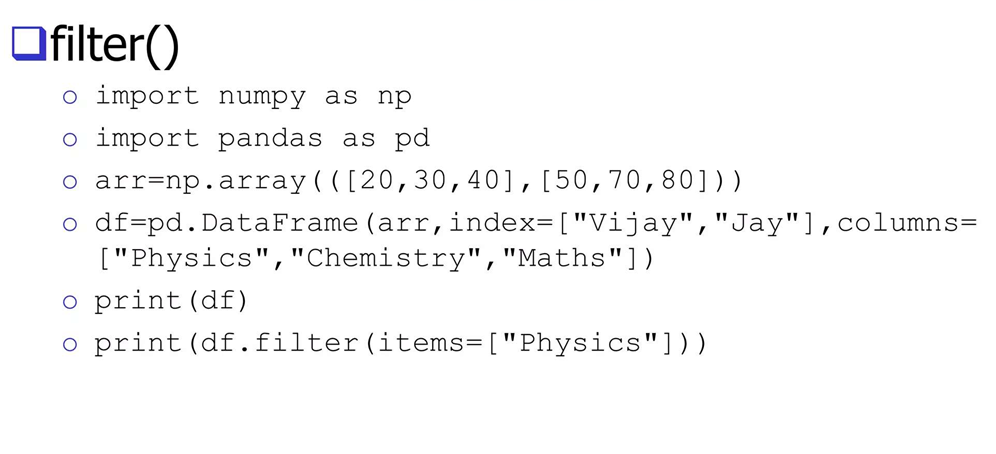 filter()
import numpy as np
import pandas as pd
arr=np.array(([20,30,40],[50,70,80]))
df=pd.DataFrame(arr,index=["Vijay","Jay"],columns=
["Physics","Chemistry","Maths"])
print(df)
print(df.filter(items=["Physics"]))